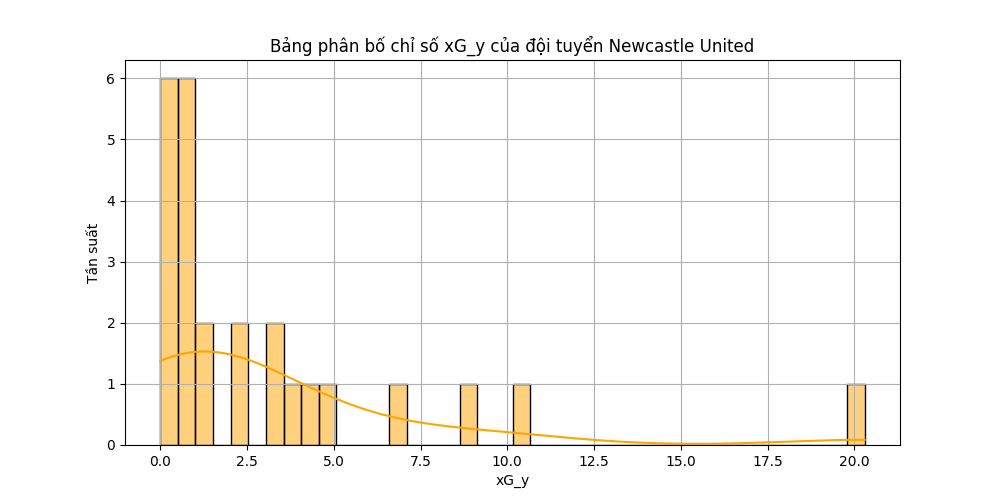 Bảng phân bố chỉ số xG_y của đội tuyển Newcastle United
Tần suất
6
5
4
3
2
1
0
0.0 2.5 5.0 7.5 10.0 12.5 15.0 17.5 20.0
xG_y